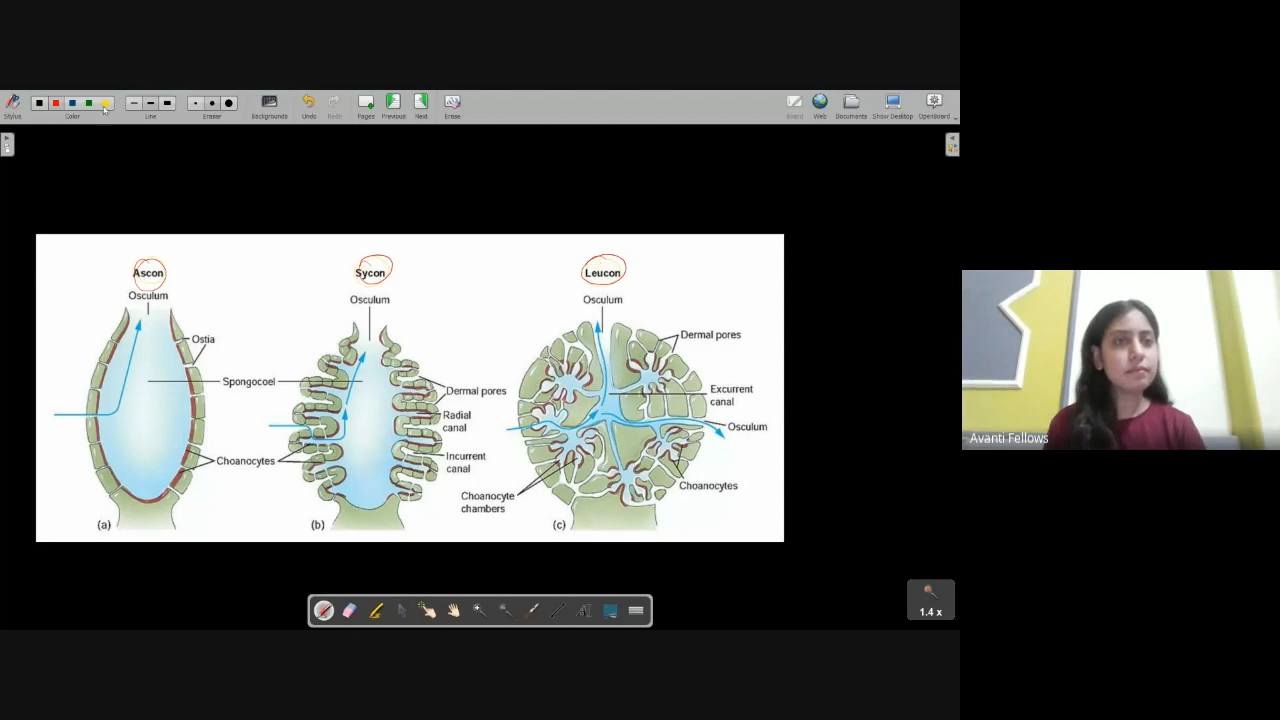 Stylus
Color
Line
Eraser
Backgrounds
Undo
Redo
Pages
Previous
Next
Erase
Board
Web
Documents
Show Desktop
OpenBoard
Ascon
Osculum
Ostia
Spongocoel
Choanocytes
(a)
Sycon
Osculum
Dermal pores
Radial
canal
Incurrent
canal
(b)
Leucon
Osculum
Dermal pores
Excurrent
canal
Osculum
Choanocytes
Choanocyte
chambers
(c)
Avanti Fellows
1.4 x